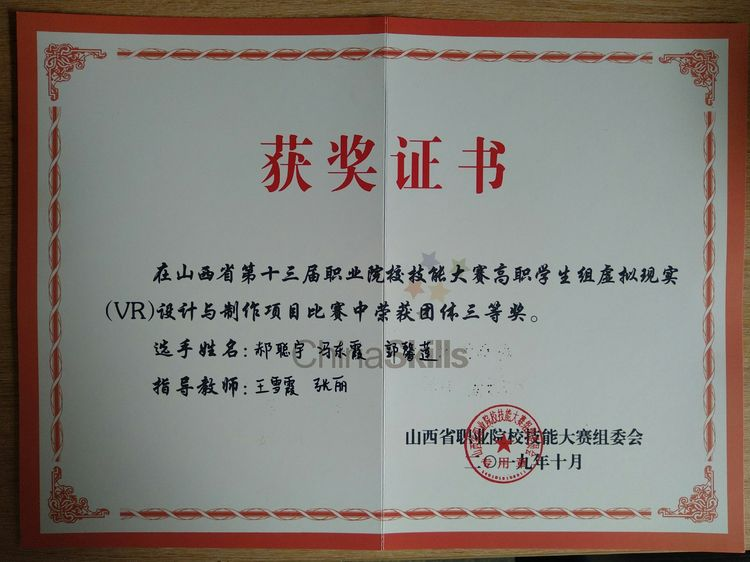 获奖证书
在山西省第十三届职业院校技能大赛高职学生组虚拟现实
(VR)设计与制作项目比赛中荣获团体三等奖。
ChinaSkills
选手姓名：郝聪宇 冯东霞 郭馨莲
指导教师：王雪霞 张丽
山西省职业院校技能大赛组委会
二〇一九年十月
专用章